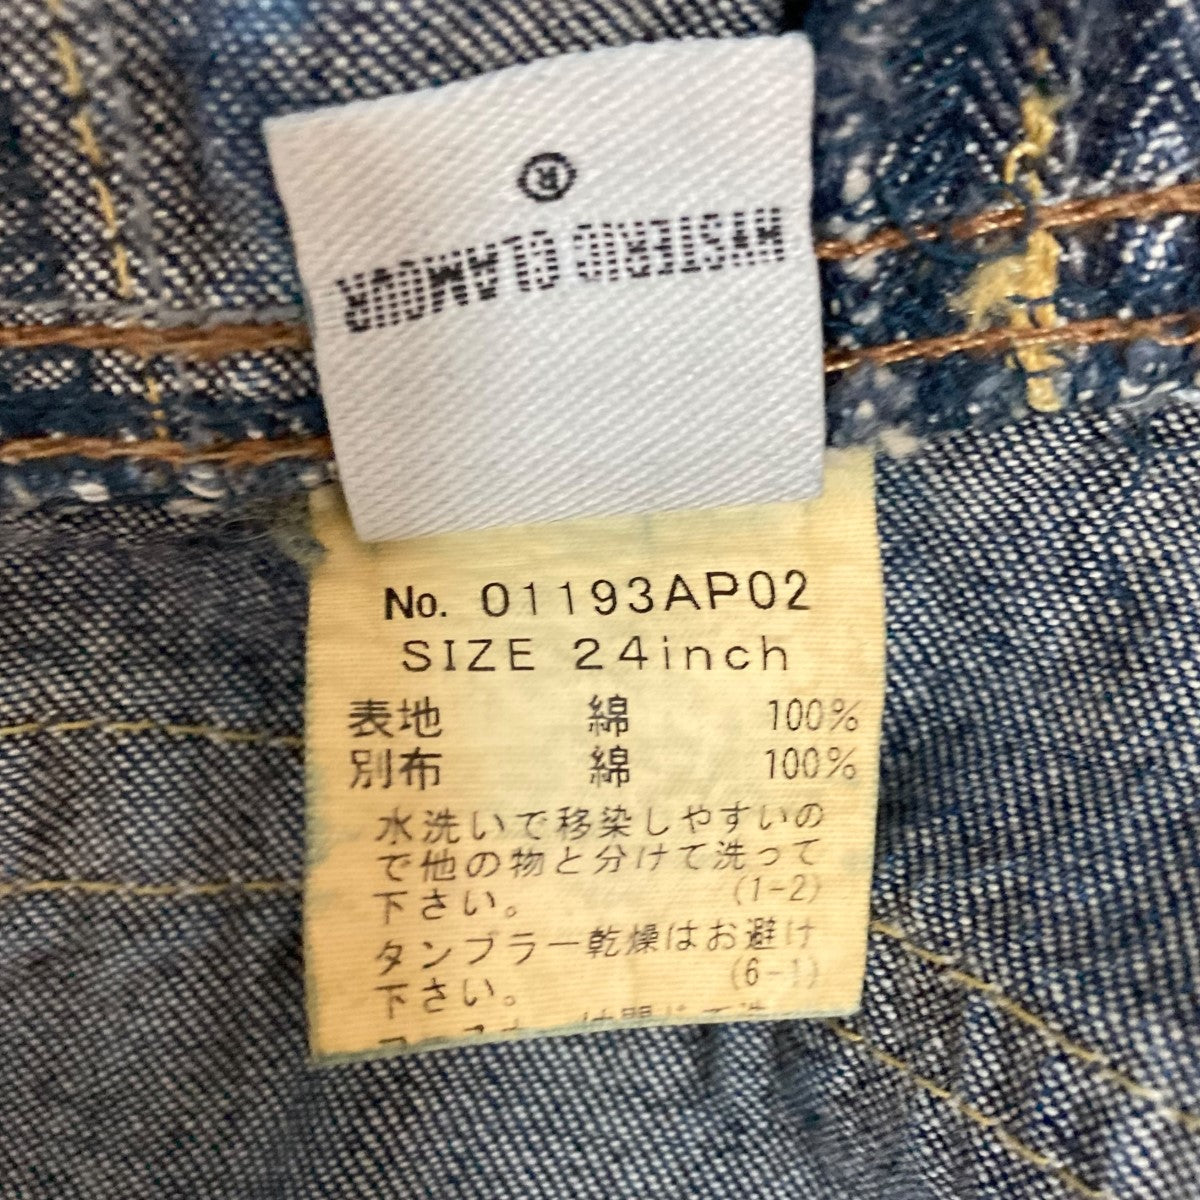 ®
HYSTERIC GLAMOUR
No. 01193AP02
SIZE 24inch
表地 綿 100%
別布 綿 100%
水洗いで移染しやすいの
で他の物と分けて洗って
下さい。 (1-2)
タンブラー乾燥はお避け
下さい。 (6-1)